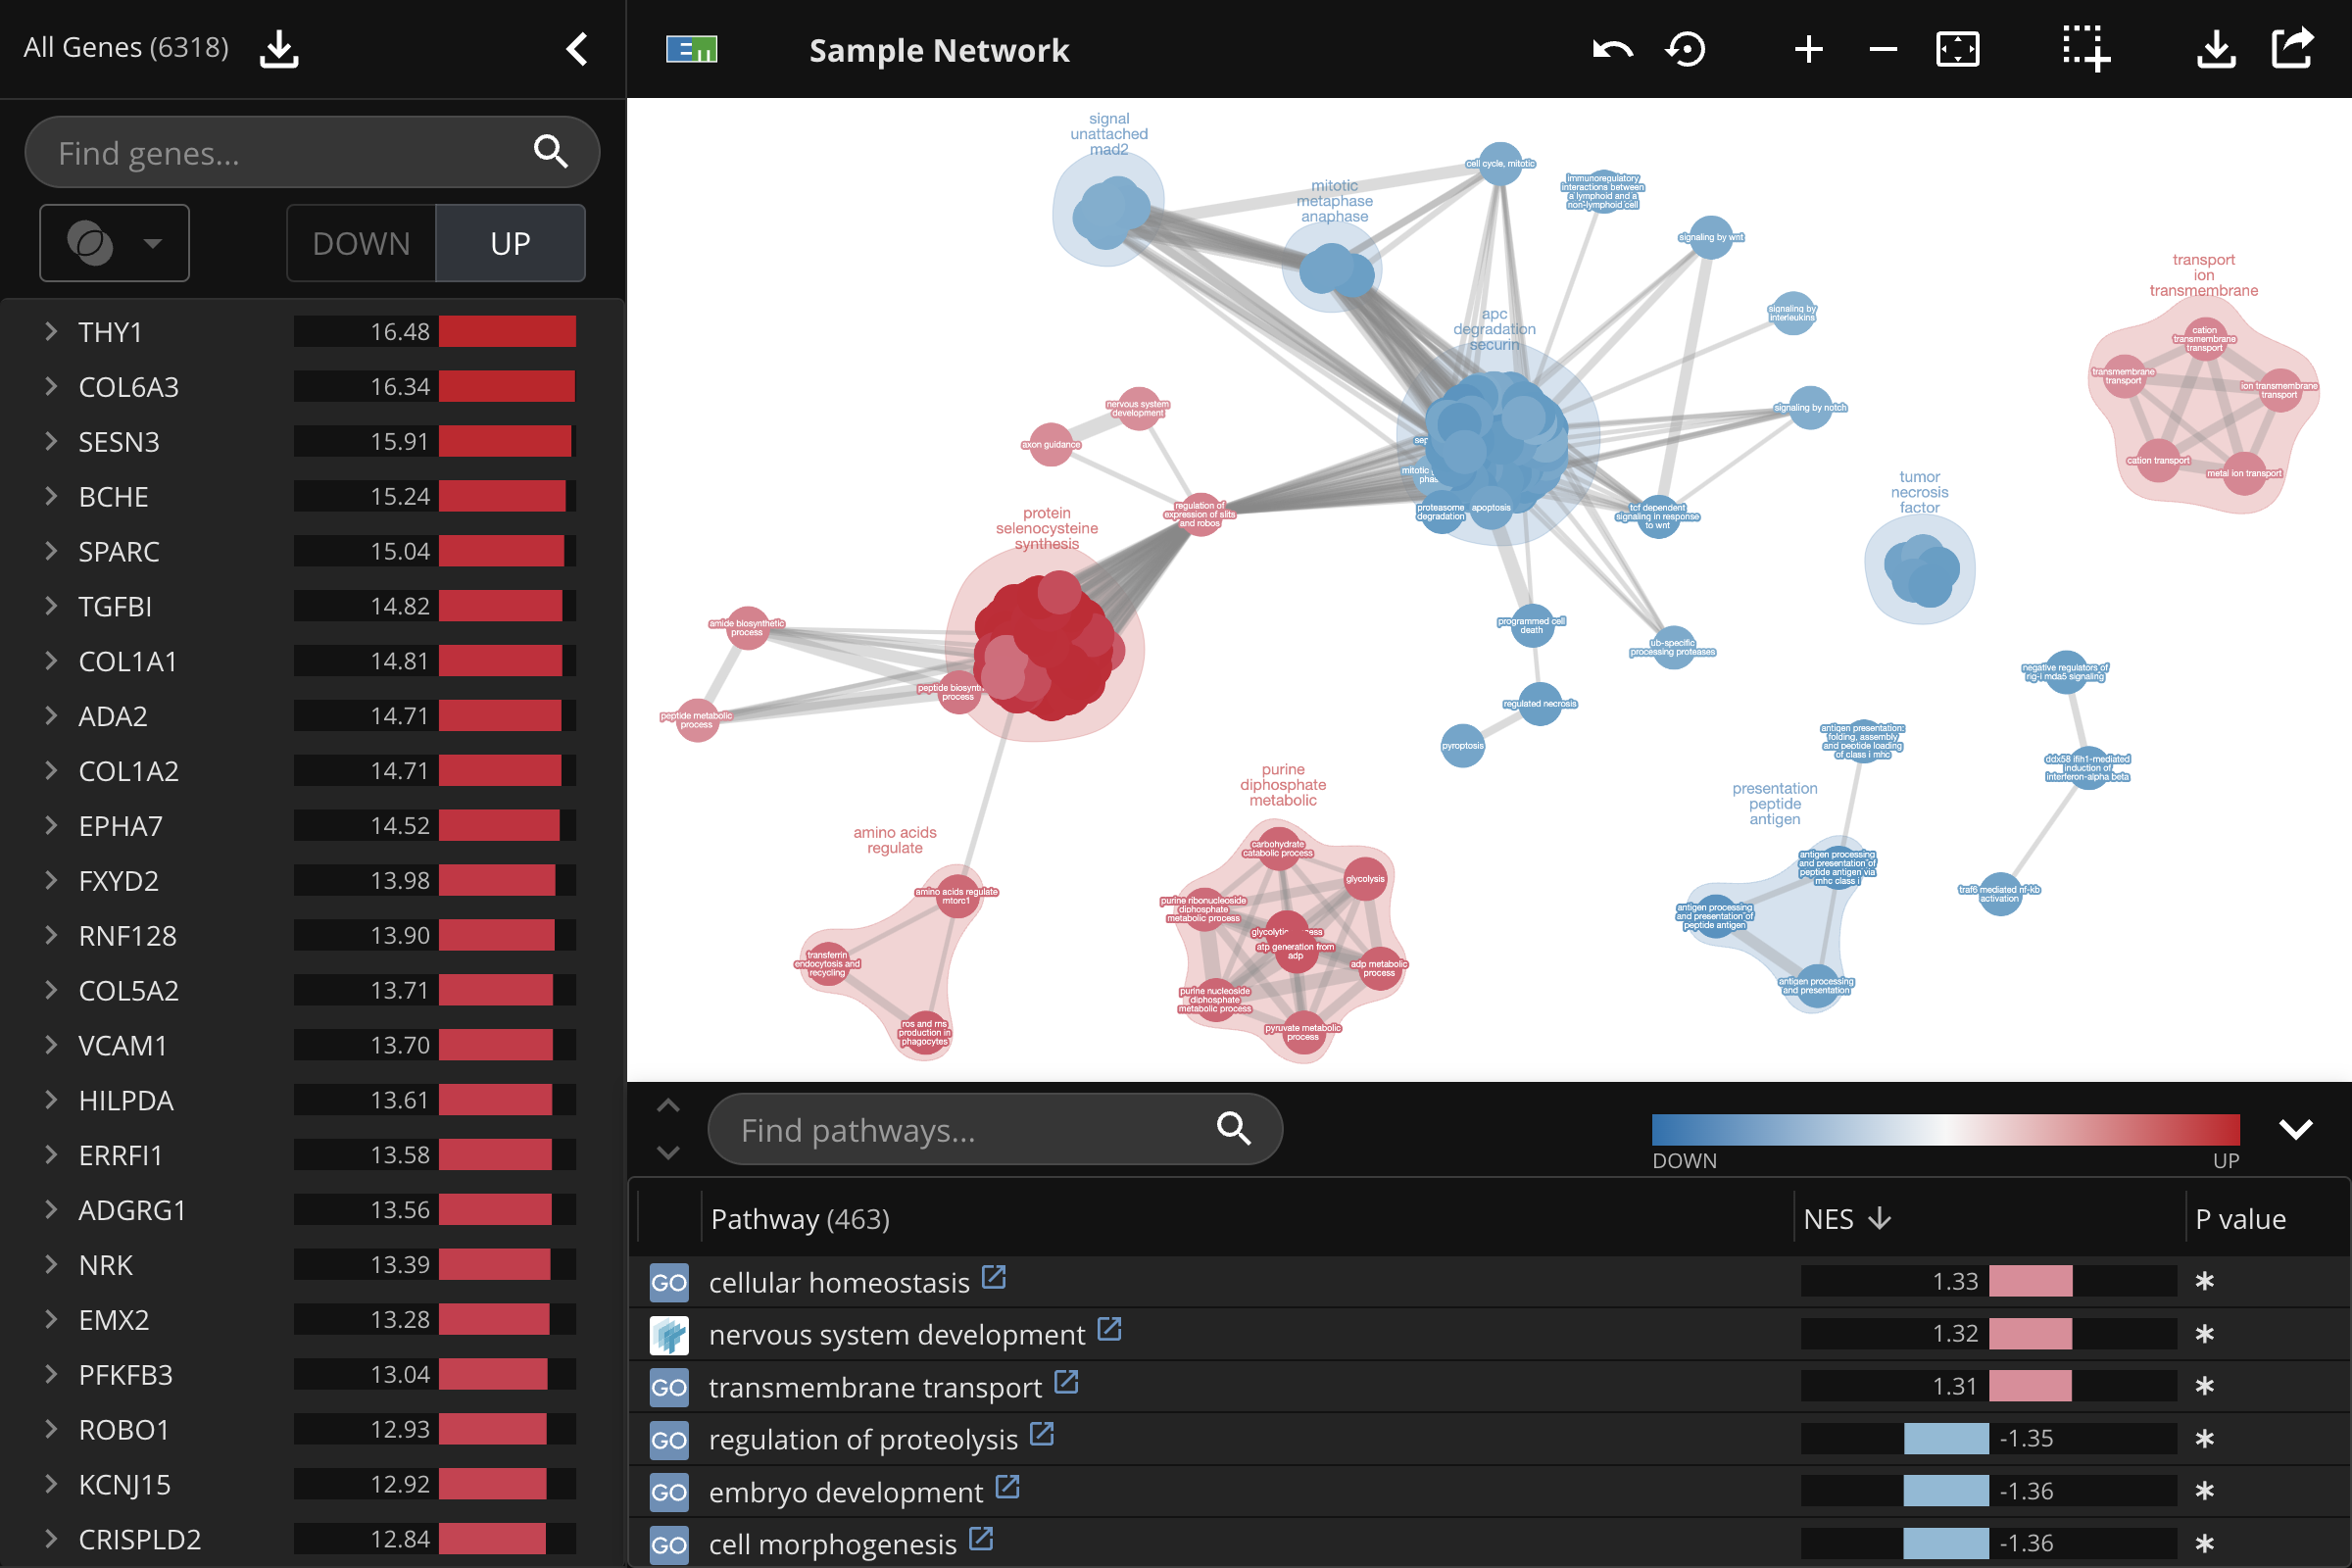 All Genes (6318)
Sample Network
Find genes...
DOWN
UP
THY1 16.48
COL6A3 16.34
SESN3 15.91
BCHE 15.24
SPARC 15.04
TGFBI 14.82
COL1A1 14.81
ADA2 14.71
COL1A2 14.71
EPHA7 14.52
FXYD2 13.98
RNF128 13.90
COL5A2 13.71
VCAM1 13.70
HILPDA 13.61
ERRFI1 13.58
ADGRG1 13.56
NRK 13.39
EMX2 13.28
PFKFB3 13.04
ROBO1 12.93
KCNJ15 12.92
CRISPLD2 12.84
signal
unattached
mad2
mitotic
metaphase
anaphase
cell cycle, mitotic
immunoregulatory
interactions between
a lymphoid and a
non-lymphoid cell
signaling by wnt
signaling by
interleukins
signaling by notch
apc
degradation
securin
mitotic
proteasome
degradation
apoptosis
tcf dependent
signaling in response
to wnt
transport
ion
transmembrane
cation
transmembrane
transport
transmembrane
transport
ion transmembrane
transport
cation transport
metal ion transport
tumor
necrosis
factor
nervous system
development
axon guidance
regulation of
expression of slits
and robos
protein
selenocysteine
synthesis
amide biosynthetic
process
peptide metabolic
process
peptide
process
programmed cell
death
ub-specific
processing proteases
regulated necrosis
pyroptosis
negative regulators of
rig-i mda5 signaling
ddx58 ifih1-mediated
induction of
interferon-alpha beta
traf6 mediated nf-kb
activation
antigen presentation:
folding, assembly
and peptide loading
of class i mhc
presentation
peptide
antigen
antigen processing
and presentation of
peptide antigen via
mhc class i
antigen processing
and presentation of
peptide antigen
antigen processing
and presentation
purine
diphosphate
metabolic
carbohydrate
catabolic process
glycolysis
purine ribonucleoside
diphosphate
metabolic process
atp generation from
adp
adp metabolic
process
purine nucleoside
diphosphate
metabolic process
pyruvate metabolic
process
amino acids
regulate
amino acids regulate
mtorc1
transferrin
endocytosis and
recycling
ros and rns
production in
phagocytes
Find pathways...
DOWN
UP
Pathway (463) NES P value
GO cellular homeostasis 1.33 *
nervous system development 1.32 *
GO transmembrane transport 1.31 *
GO regulation of proteolysis -1.35 *
GO embryo development -1.36 *
GO cell morphogenesis -1.36 *